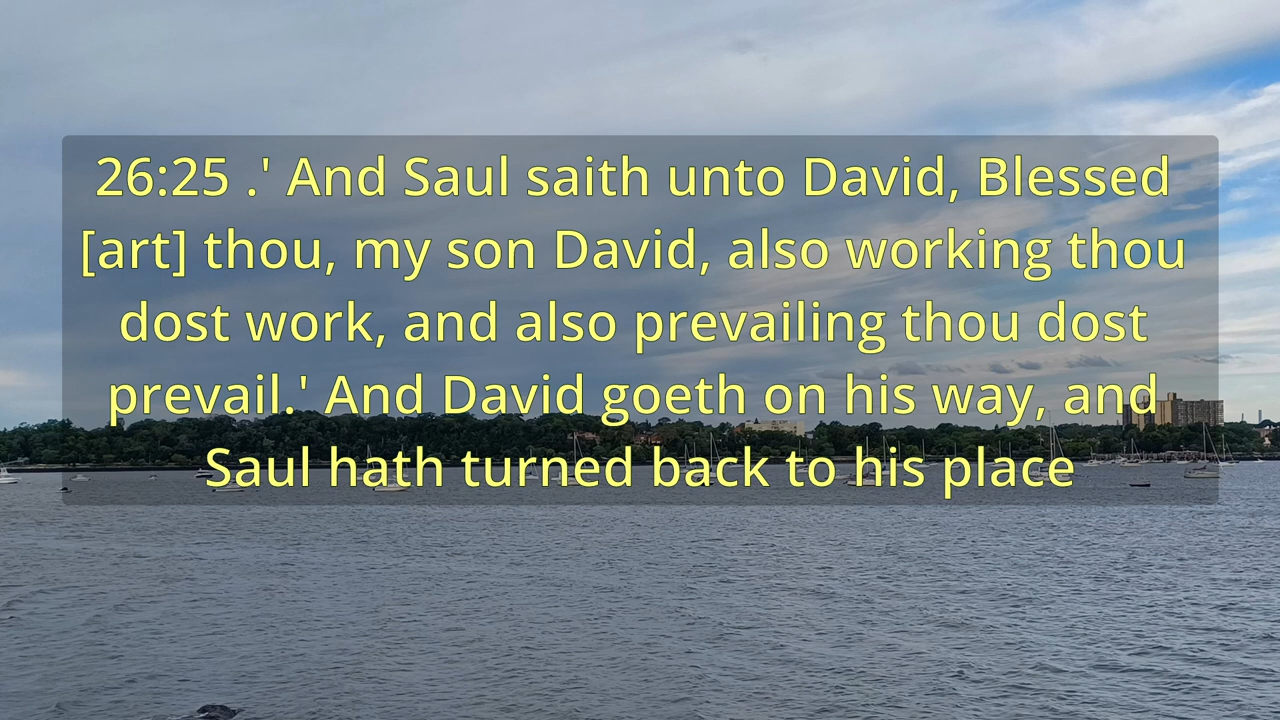 26:25 .' And Saul saith unto David, Blessed
[art] thou, my son David, also working thou
dost work, and also prevailing thou dost
prevail.' And David goeth on his way, and
Saul hath turned back to his place